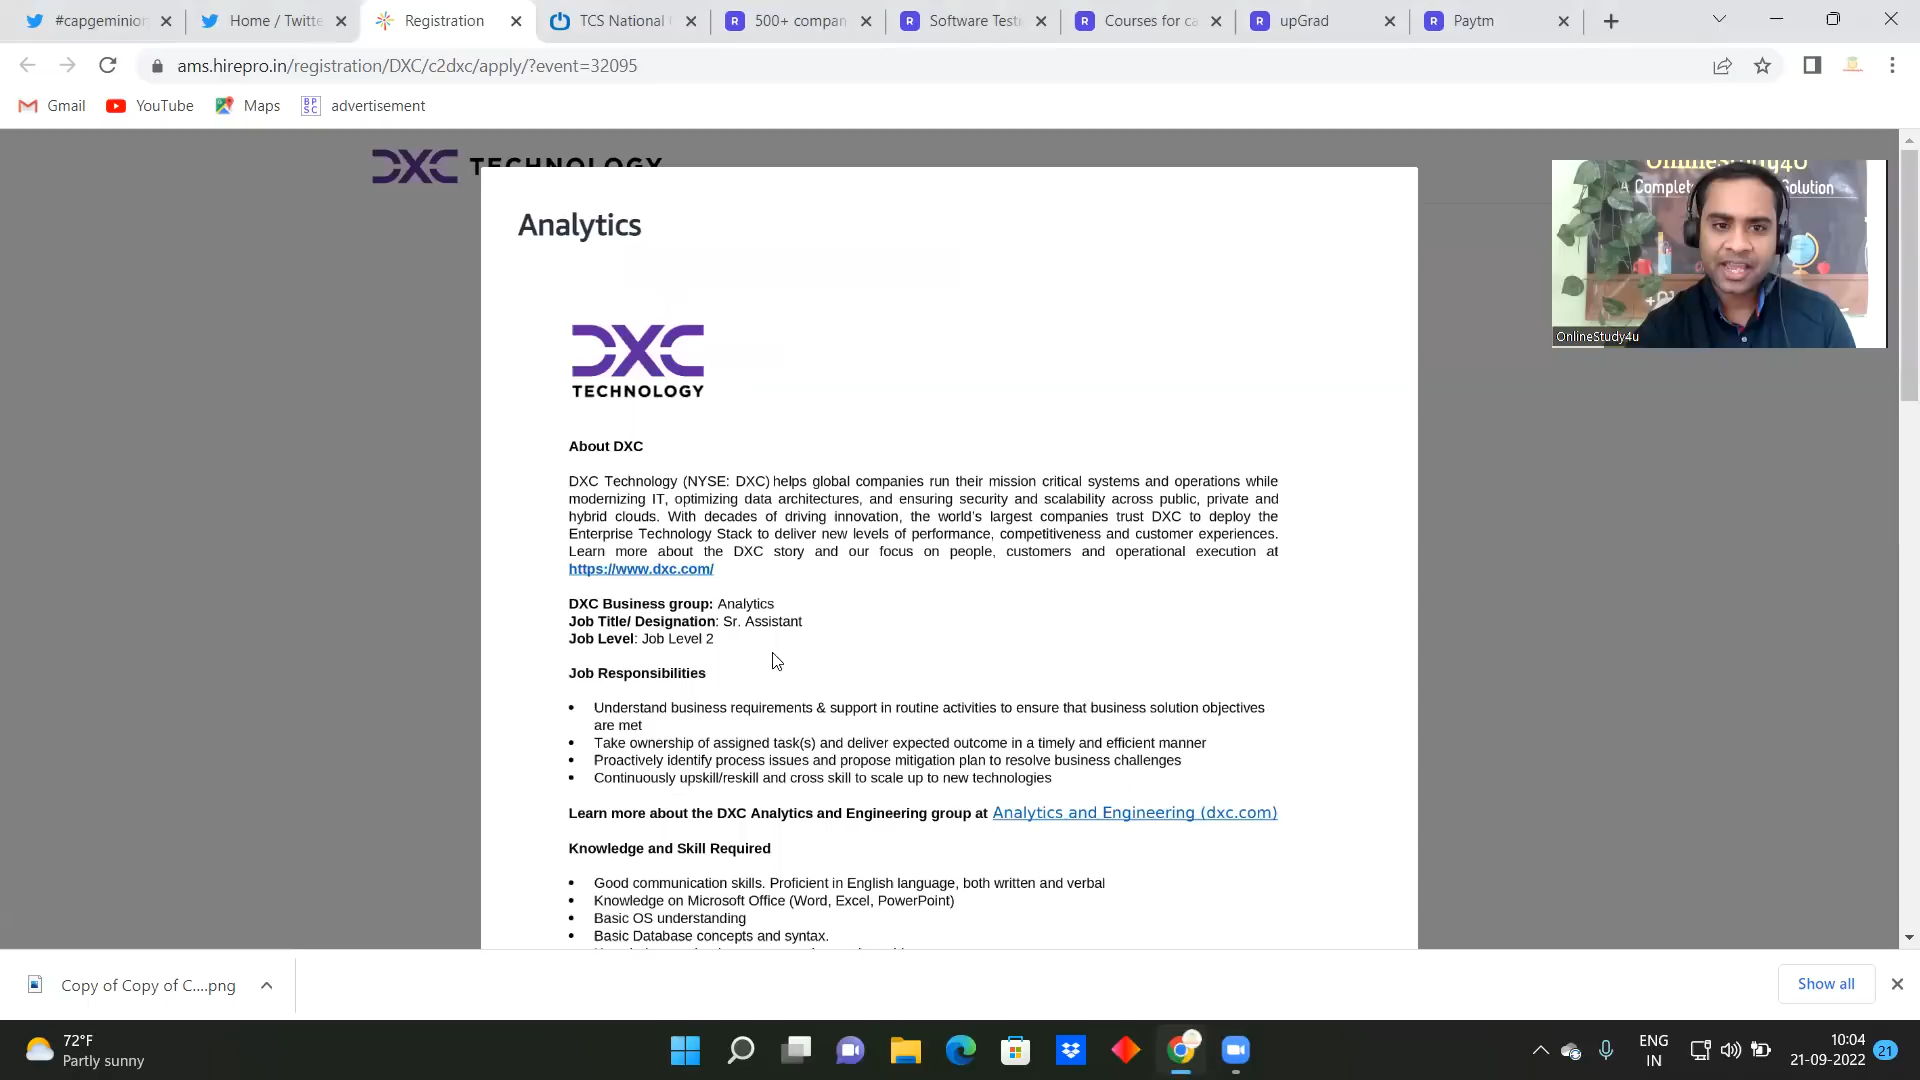 #capgeminion
Home / Twitte
Registration
TCS National
500+ compan
Software Test
Courses for ca
upGrad
Paytm
ams.hirepro.in/registration/DXC/c2dxc/apply/?event=32095
Gmail
YouTube
Maps
BPSC
advertisement
DXC TECHNOLOGY
OnlineStudy4U
A Complete Solution
OnlineStudy4u
Analytics
DXC
TECHNOLOGY
About DXC
DXC Technology (NYSE: DXC) helps global companies run their mission critical systems and operations while
modernizing IT, optimizing data architectures, and ensuring security and scalability across public, private and
hybrid clouds. With decades of driving innovation, the world's largest companies trust DXC to deploy the
Enterprise Technology Stack to deliver new levels of performance, competitiveness and customer experiences.
Learn more about the DXC story and our focus on people, customers and operational execution at
https://www.dxc.com/
DXC Business group: Analytics
Job Title/ Designation: Sr. Assistant
Job Level: Job Level 2
Job Responsibilities
• Understand business requirements & support in routine activities to ensure that business solution objectives
are met
• Take ownership of assigned task(s) and deliver expected outcome in a timely and efficient manner
• Proactively identify process issues and propose mitigation plan to resolve business challenges
• Continuously upskill/reskill and cross skill to scale up to new technologies
Learn more about the DXC Analytics and Engineering group at Analytics and Engineering (dxc.com)
Knowledge and Skill Required
• Good communication skills. Proficient in English language, both written and verbal
• Knowledge on Microsoft Office (Word, Excel, PowerPoint)
• Basic OS understanding
• Basic Database concepts and syntax.
Copy of Copy of C....png
Show all
72°F
Partly sunny
ENG
IN
10:04
21-09-2022
21